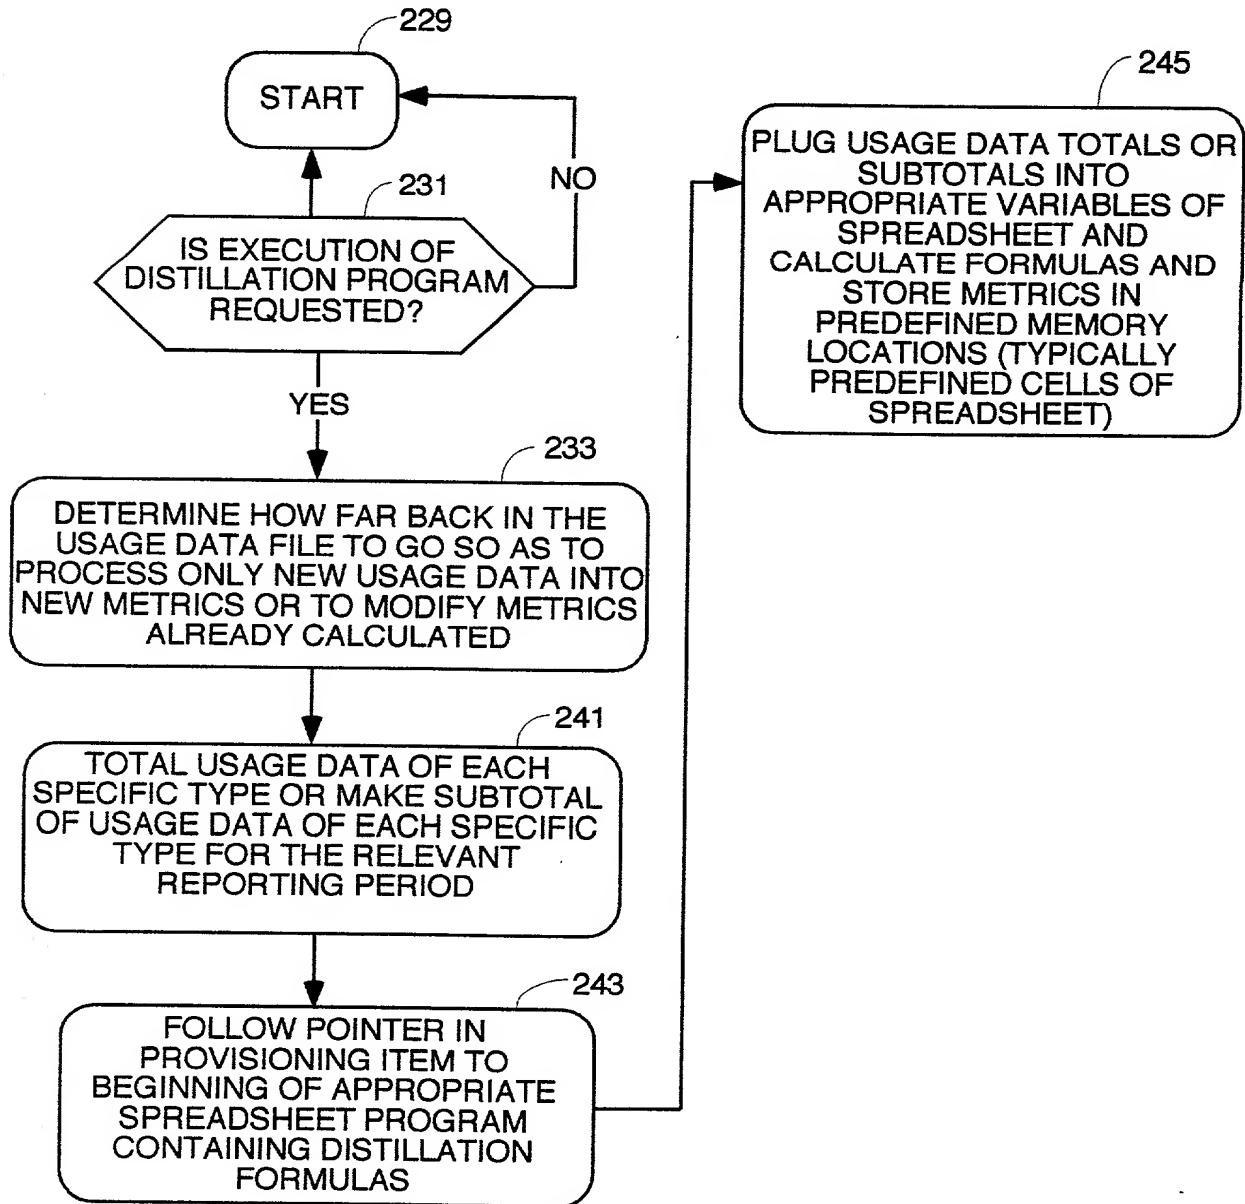 229
START
NO
231
IS EXECUTION OF
DISTILLATION PROGRAM
REQUESTED?
YES
233
DETERMINE HOW FAR BACK IN THE
USAGE DATA FILE TO GO SO AS TO
PROCESS ONLY NEW USAGE DATA INTO
NEW METRICS OR TO MODIFY METRICS
ALREADY CALCULATED
241
TOTAL USAGE DATA OF EACH
SPECIFIC TYPE OR MAKE SUBTOTAL
OF USAGE DATA OF EACH SPECIFIC
TYPE FOR THE RELEVANT
REPORTING PERIOD
243
FOLLOW POINTER IN
PROVISIONING ITEM TO
BEGINNING OF APPROPRIATE
SPREADSHEET PROGRAM
CONTAINING DISTILLATION
FORMULAS
245
PLUG USAGE DATA TOTALS OR
SUBTOTALS INTO
APPROPRIATE VARIABLES OF
SPREADSHEET AND
CALCULATE FORMULAS AND
STORE METRICS IN
PREDEFINED MEMORY
LOCATIONS (TYPICALLY
PREDEFINED CELLS OF
SPREADSHEET)